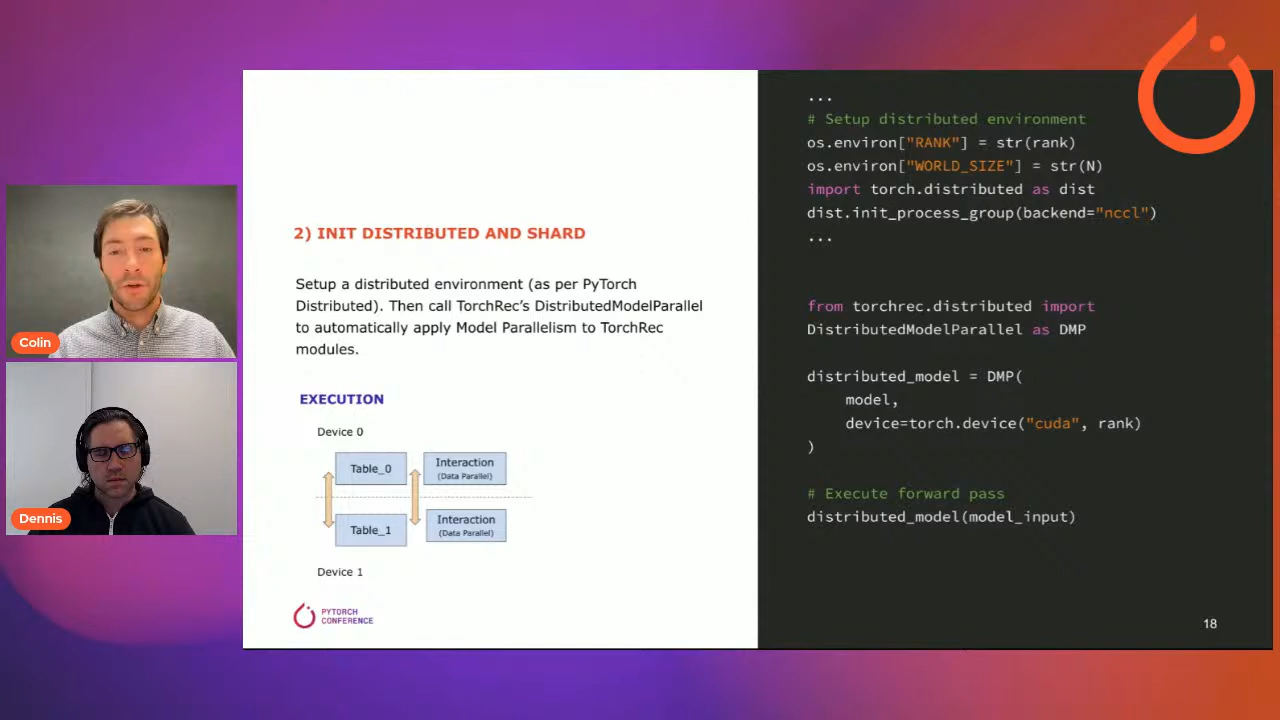 Colin
Dennis
2) INIT DISTRIBUTED AND SHARD
Setup a distributed environment (as per PyTorch
Distributed). Then call TorchRec's DistributedModelParallel
to automatically apply Model Parallelism to TorchRec
modules.
EXECUTION
Device 0
Table_0
Interaction
(Data Parallel)
Table_1
Interaction
(Data Parallel)
Device 1
PYTORCH
CONFERENCE
...
# Setup distributed environment
os.environ["RANK"] = str(rank)
os.environ["WORLD_SIZE"] = str(N)
import torch.distributed as dist
dist.init_process_group(backend="nccl")
...
from torchrec.distributed import
DistributedModelParallel as DMP
distributed_model = DMP(
model,
device=torch.device("cuda", rank)
)
# Execute forward pass
distributed_model(model_input)
18